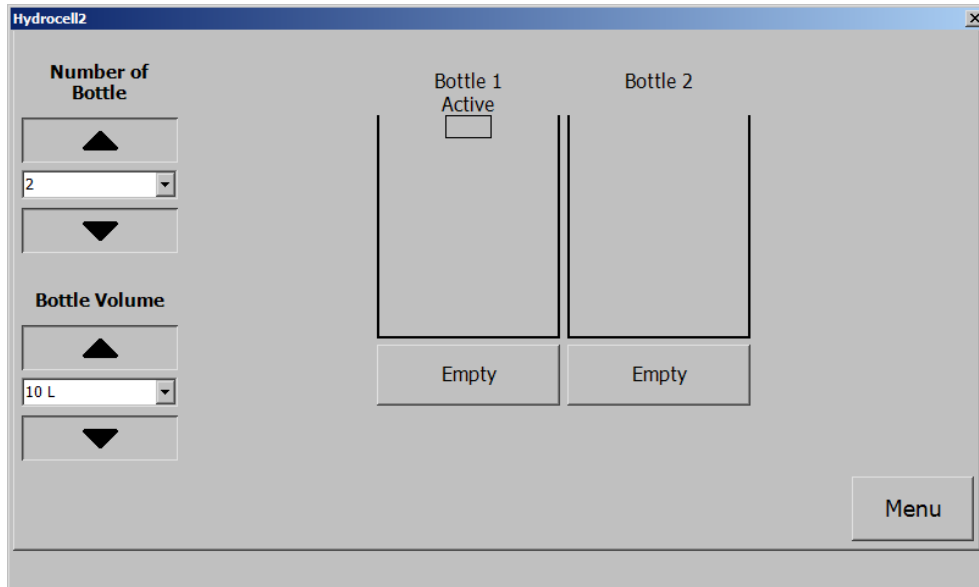 Hydrocell2
Number of
Bottle
2
Bottle Volume
10 L
Bottle 1
Active
Bottle 2
Empty
Empty
Menu